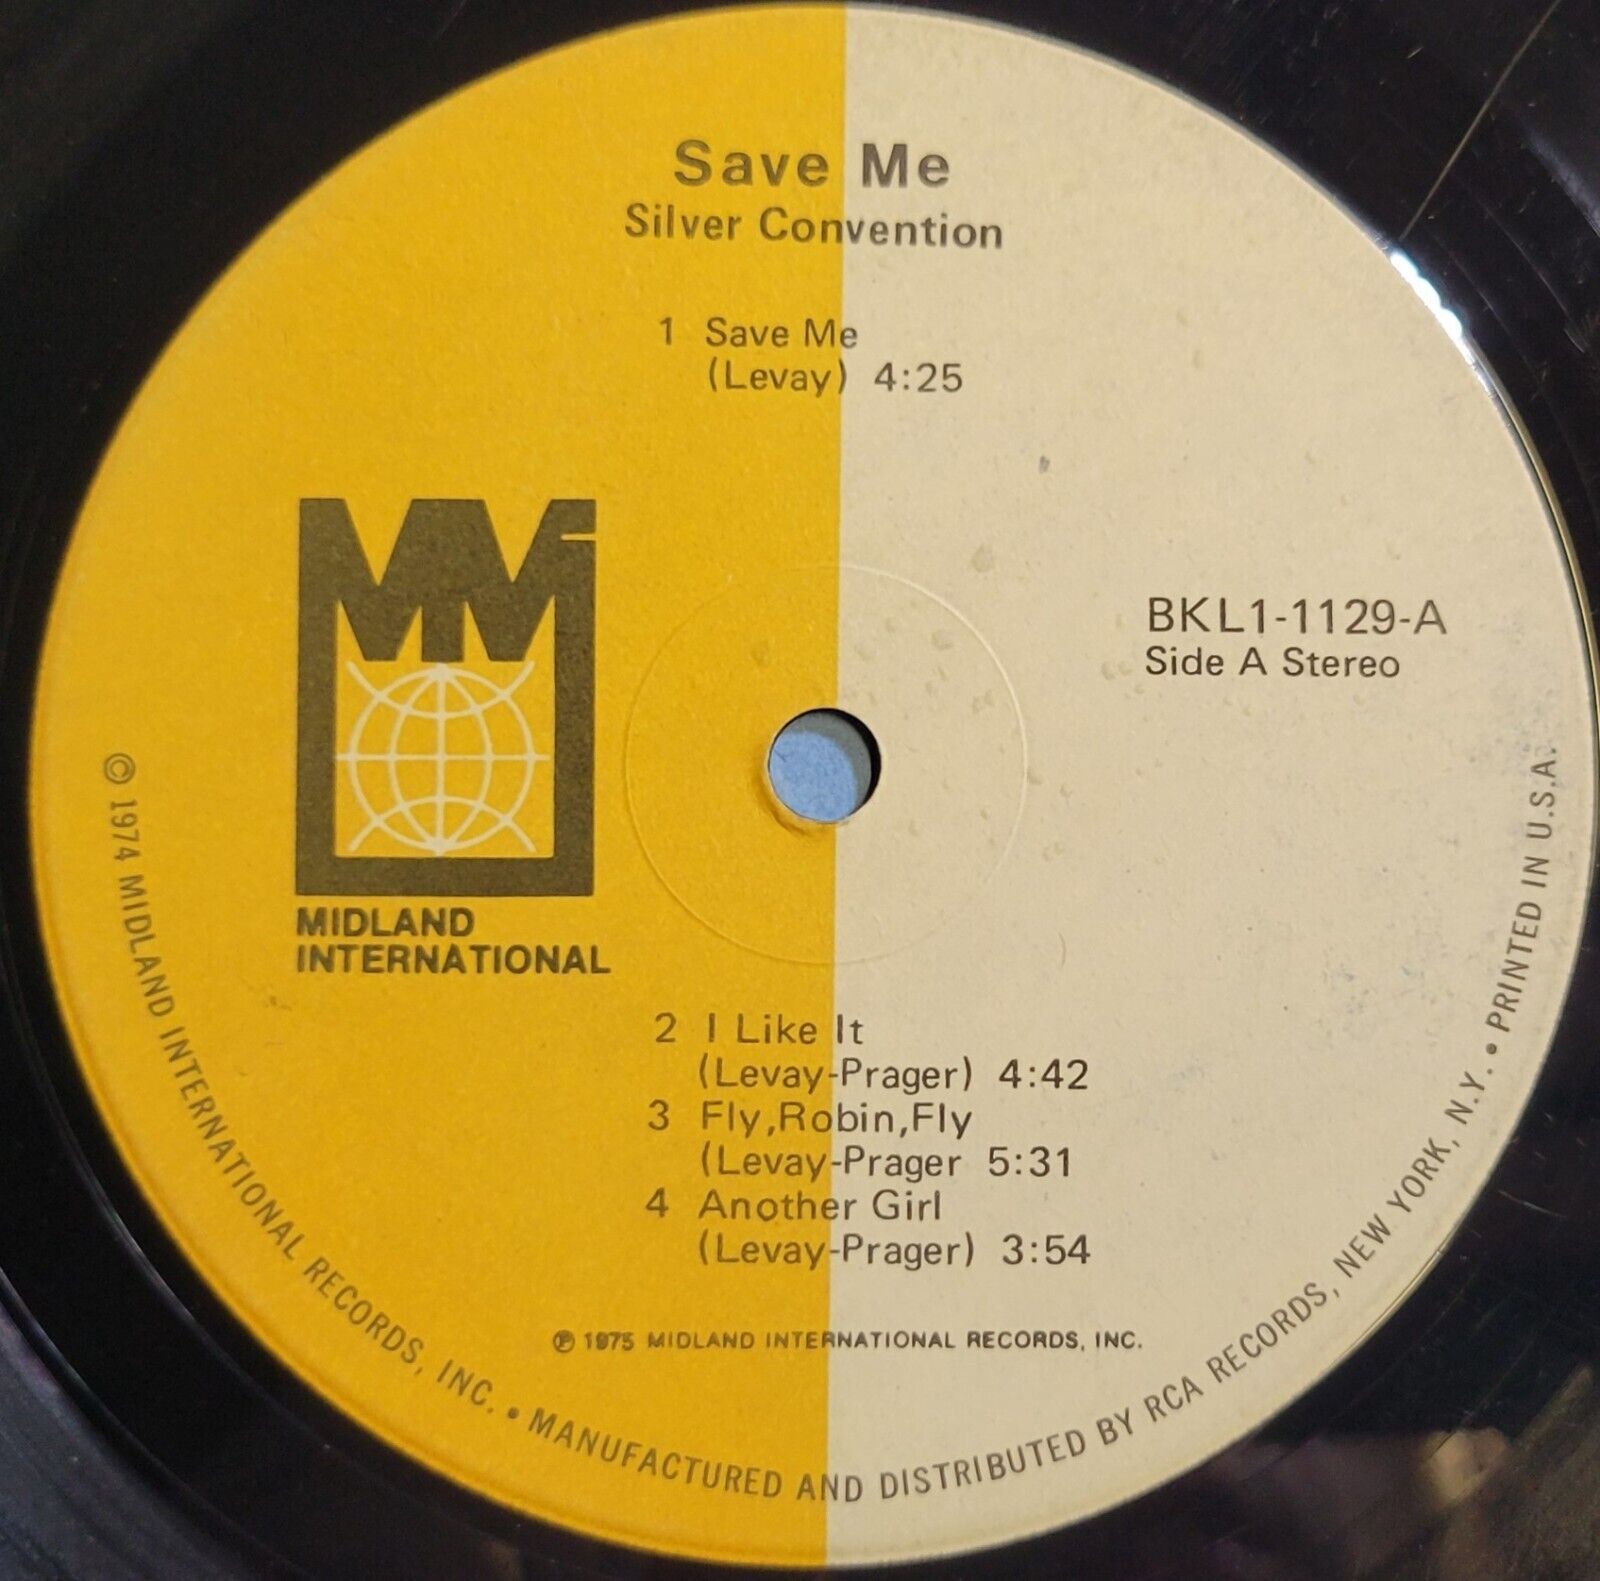 Save Me
Silver Convention
1 Save Me
(Levay) 4:25
MIDLAND
INTERNATIONAL
BKL1-1129-A
Side A Stereo
2 I Like It
(Levay-Prager) 4:42
3 Fly,Robin,Fly
(Levay-Prager 5:31
4 Another Girl
(Levay-Prager) 3:54
℗ 1975 MIDLAND INTERNATIONAL RECORDS, INC.
© 1974 MIDLAND INTERNATIONAL RECORDS, INC. • MANUFACTURED AND DISTRIBUTED BY RCA RECORDS, NEW YORK, N.Y. • PRINTED IN U.S.A.